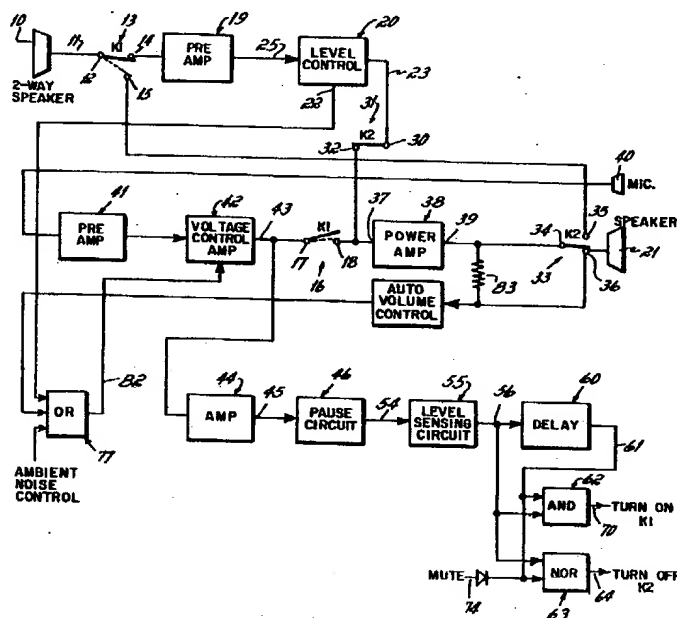 10
11
13
K1
14
12
15
2-WAY
SPEAKER
19
PRE
AMP
25
20
LEVEL
CONTROL
22
23
31
K2
32
30
40
MIC.
41
PRE
AMP
42
VOLTAGE
CONTROL
AMP
43
K1
17
18
16
37
38
POWER
AMP
39
83
34
K2
35
33
36
SPEAKER
21
AUTO
VOLUME
CONTROL
82
OR
77
AMBIENT
NOISE
CONTROL
44
AMP
45
46
PAUSE
CIRCUIT
54
55
LEVEL
SENSING
CIRCUIT
56
60
DELAY
61
62
AND
70
TURN ON
K1
MUTE
74
NOR
63
64
TURN OFF
K2